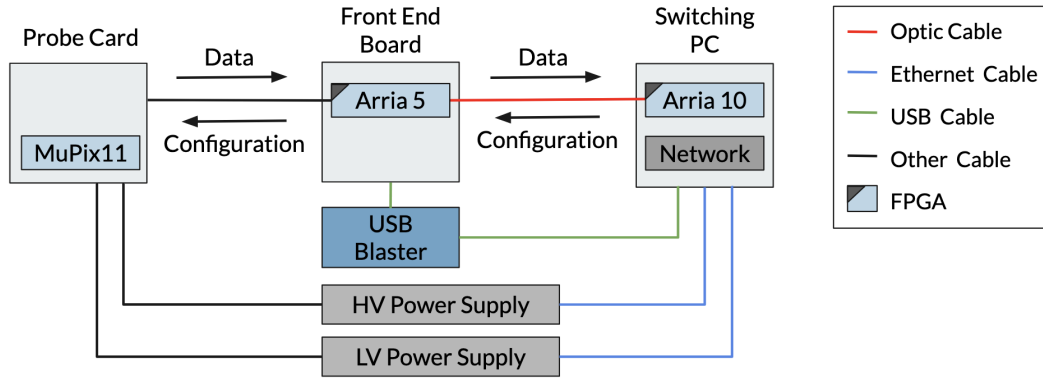 Probe Card
Front End
Board
Switching
PC
Data
Data
Arria 5
Arria 10
Configuration
Configuration
MuPix11
Network
USB
Blaster
HV Power Supply
LV Power Supply
Optic Cable
Ethernet Cable
USB Cable
Other Cable
FPGA